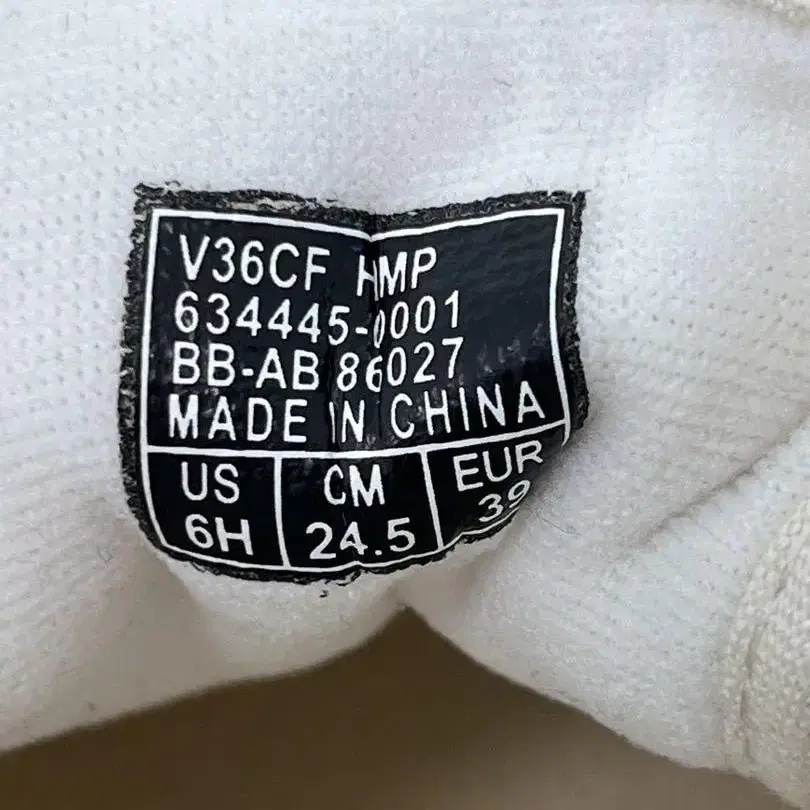 V36CF HMP
634445-0001
BB-AB 86027
MADE IN CHINA
US CM EUR
6H 24.5 39